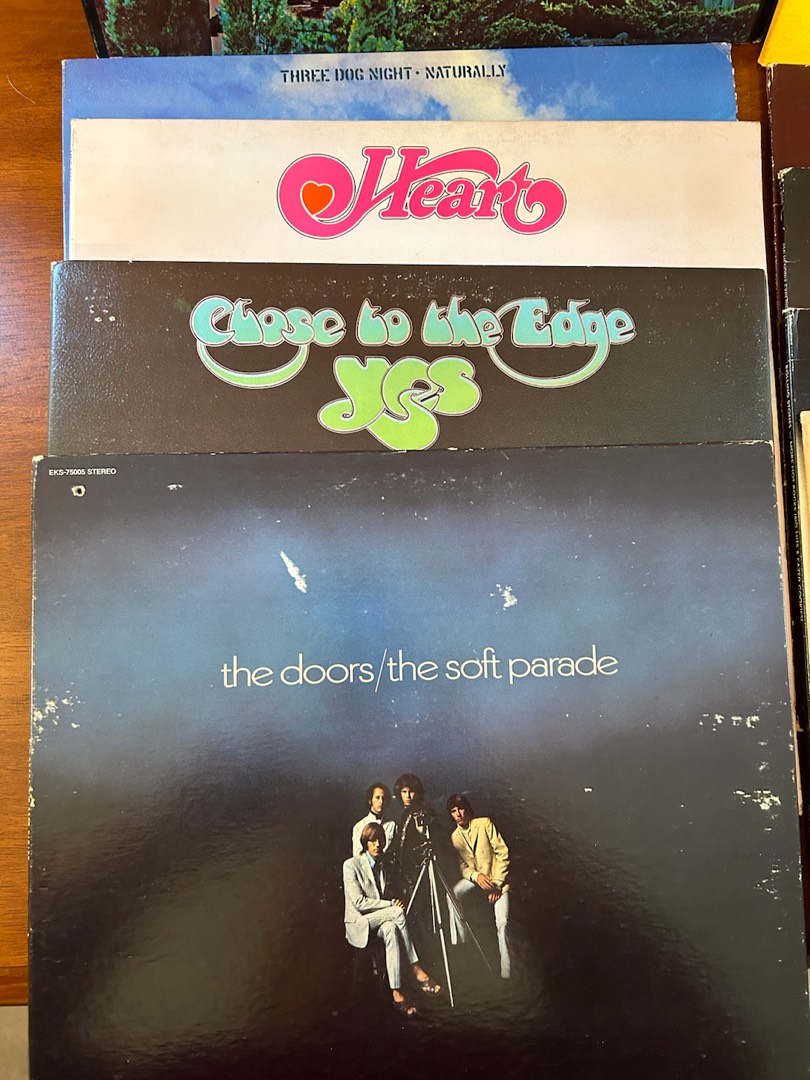 THREE DOG NIGHT • NATURALLY
Heart
Close to the Edge
Yes
EKS-75005 STEREO
the doors/the soft parade